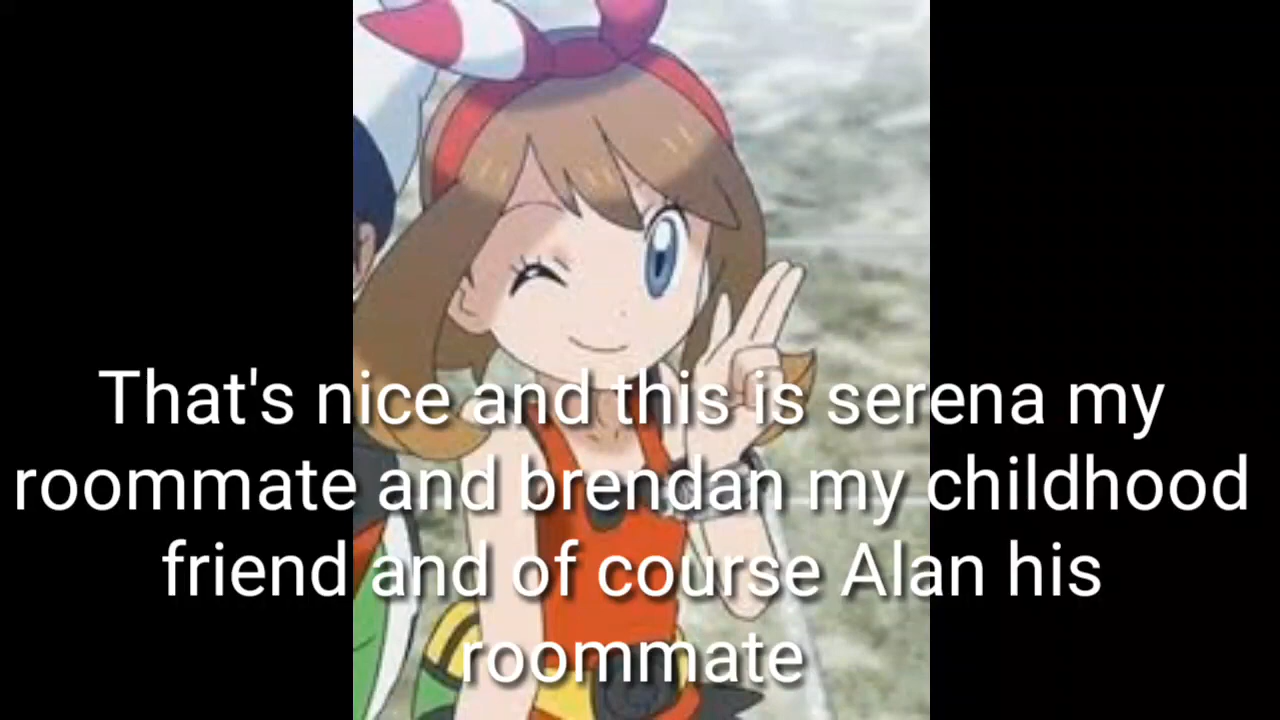 That's nice and this is serena my
roommate and brendan my childhood
friend and of course Alan his
roommate